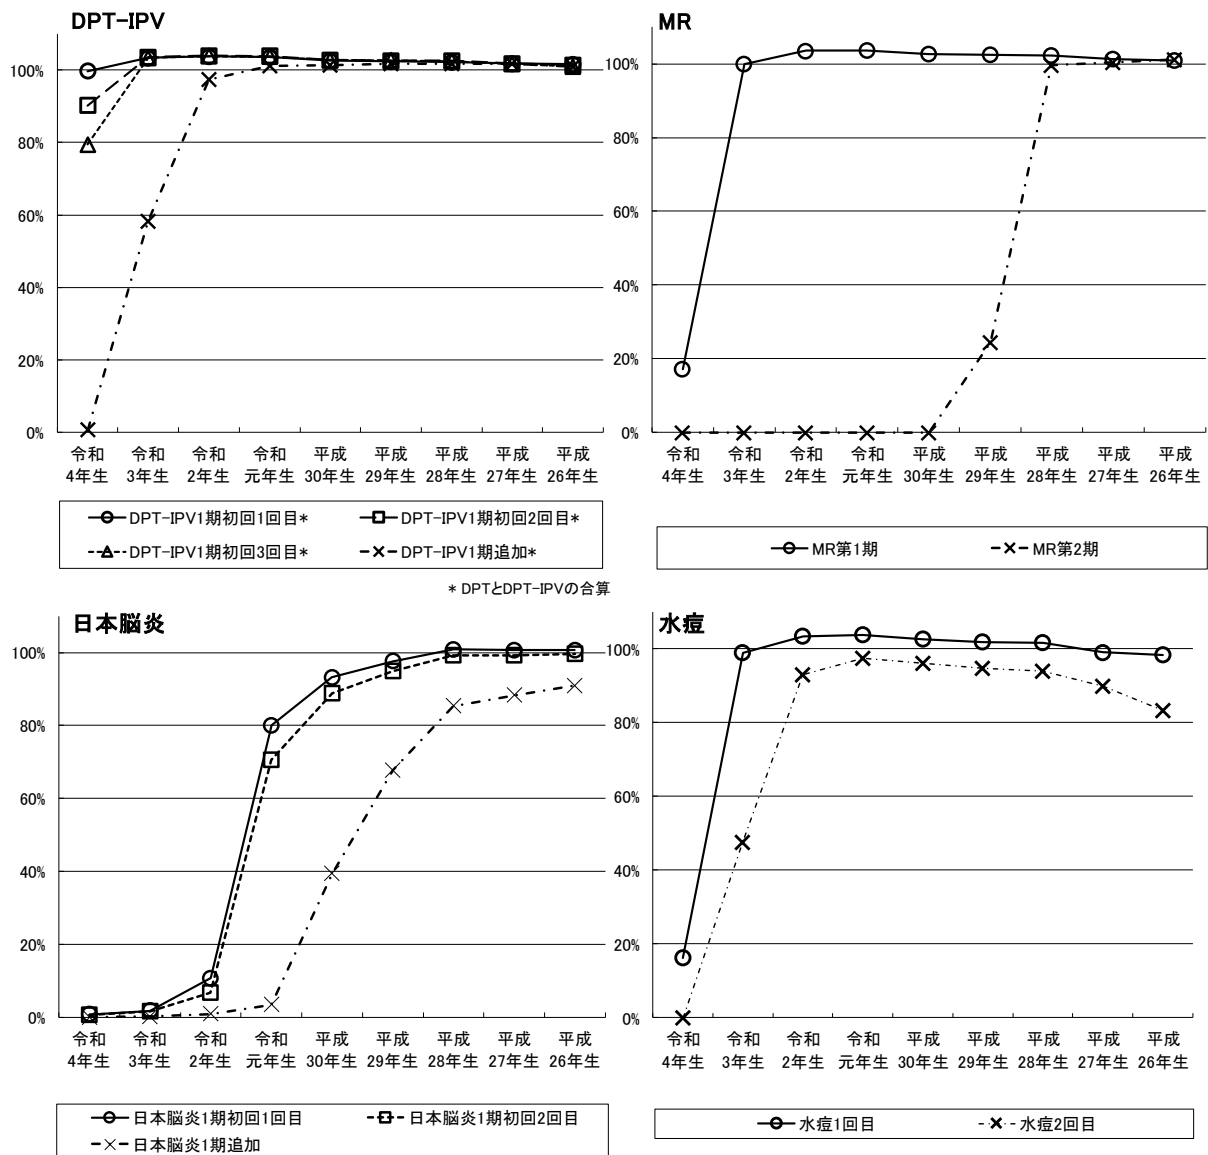 DPT-IPV
100%
80%
60%
40%
20%
0%
令和 令和 令和 令和 平成 平成 平成 平成 平成
4年生 3年生 2年生 元年生 30年生 29年生 28年生 27年生 26年生
DPT-IPV1期初回1回目* DPT-IPV1期初回2回目*
DPT-IPV1期初回3回目* DPT-IPV1期追加*
* DPTとDPT-IPVの合算
MR
100%
80%
60%
40%
20%
0%
令和 令和 令和 令和 平成 平成 平成 平成 平成
4年生 3年生 2年生 元年生 30年生 29年生 28年生 27年生 26年生
MR第1期 MR第2期
日本脳炎
100%
80%
60%
40%
20%
0%
令和 令和 令和 令和 平成 平成 平成 平成 平成
4年生 3年生 2年生 元年生 30年生 29年生 28年生 27年生 26年生
日本脳炎1期初回1回目 日本脳炎1期初回2回目
日本脳炎1期追加
水痘
100%
80%
60%
40%
20%
0%
令和 令和 令和 令和 平成 平成 平成 平成 平成
4年生 3年生 2年生 元年生 30年生 29年生 28年生 27年生 26年生
水痘1回目 水痘2回目